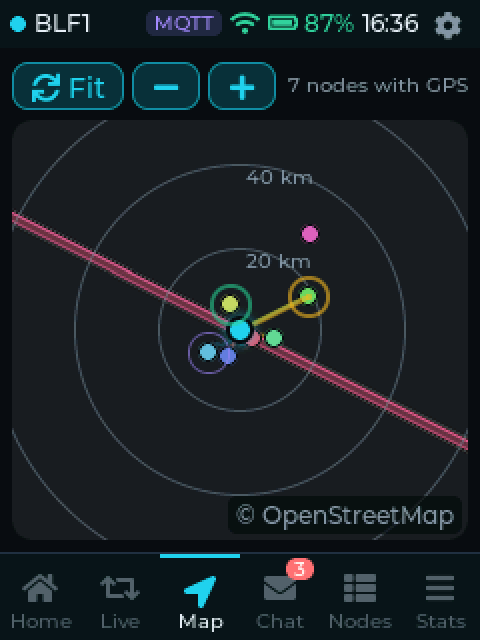 BLF1 MQTT 87% 16:36
Fit − + 7 nodes with GPS
40 km
20 km
© OpenStreetMap
3
Home Live Map Chat Nodes Stats